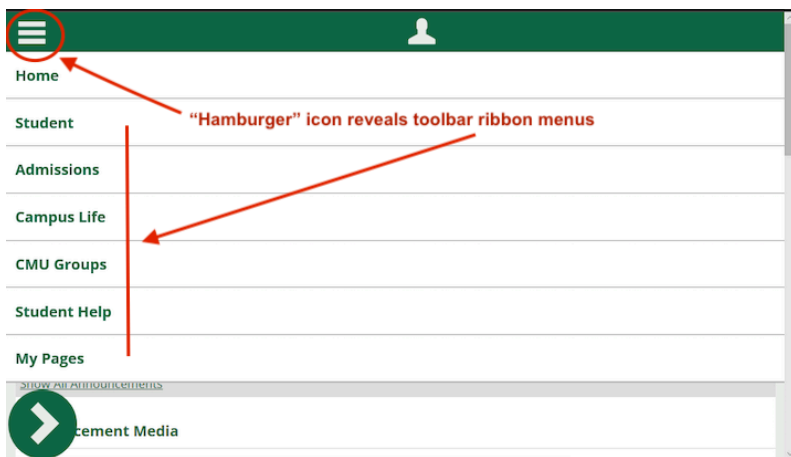 Home
“Hamburger” icon reveals toolbar ribbon menus
Student
Admissions
Campus Life
CMU Groups
Student Help
My Pages
Show All Announcements
cement Media